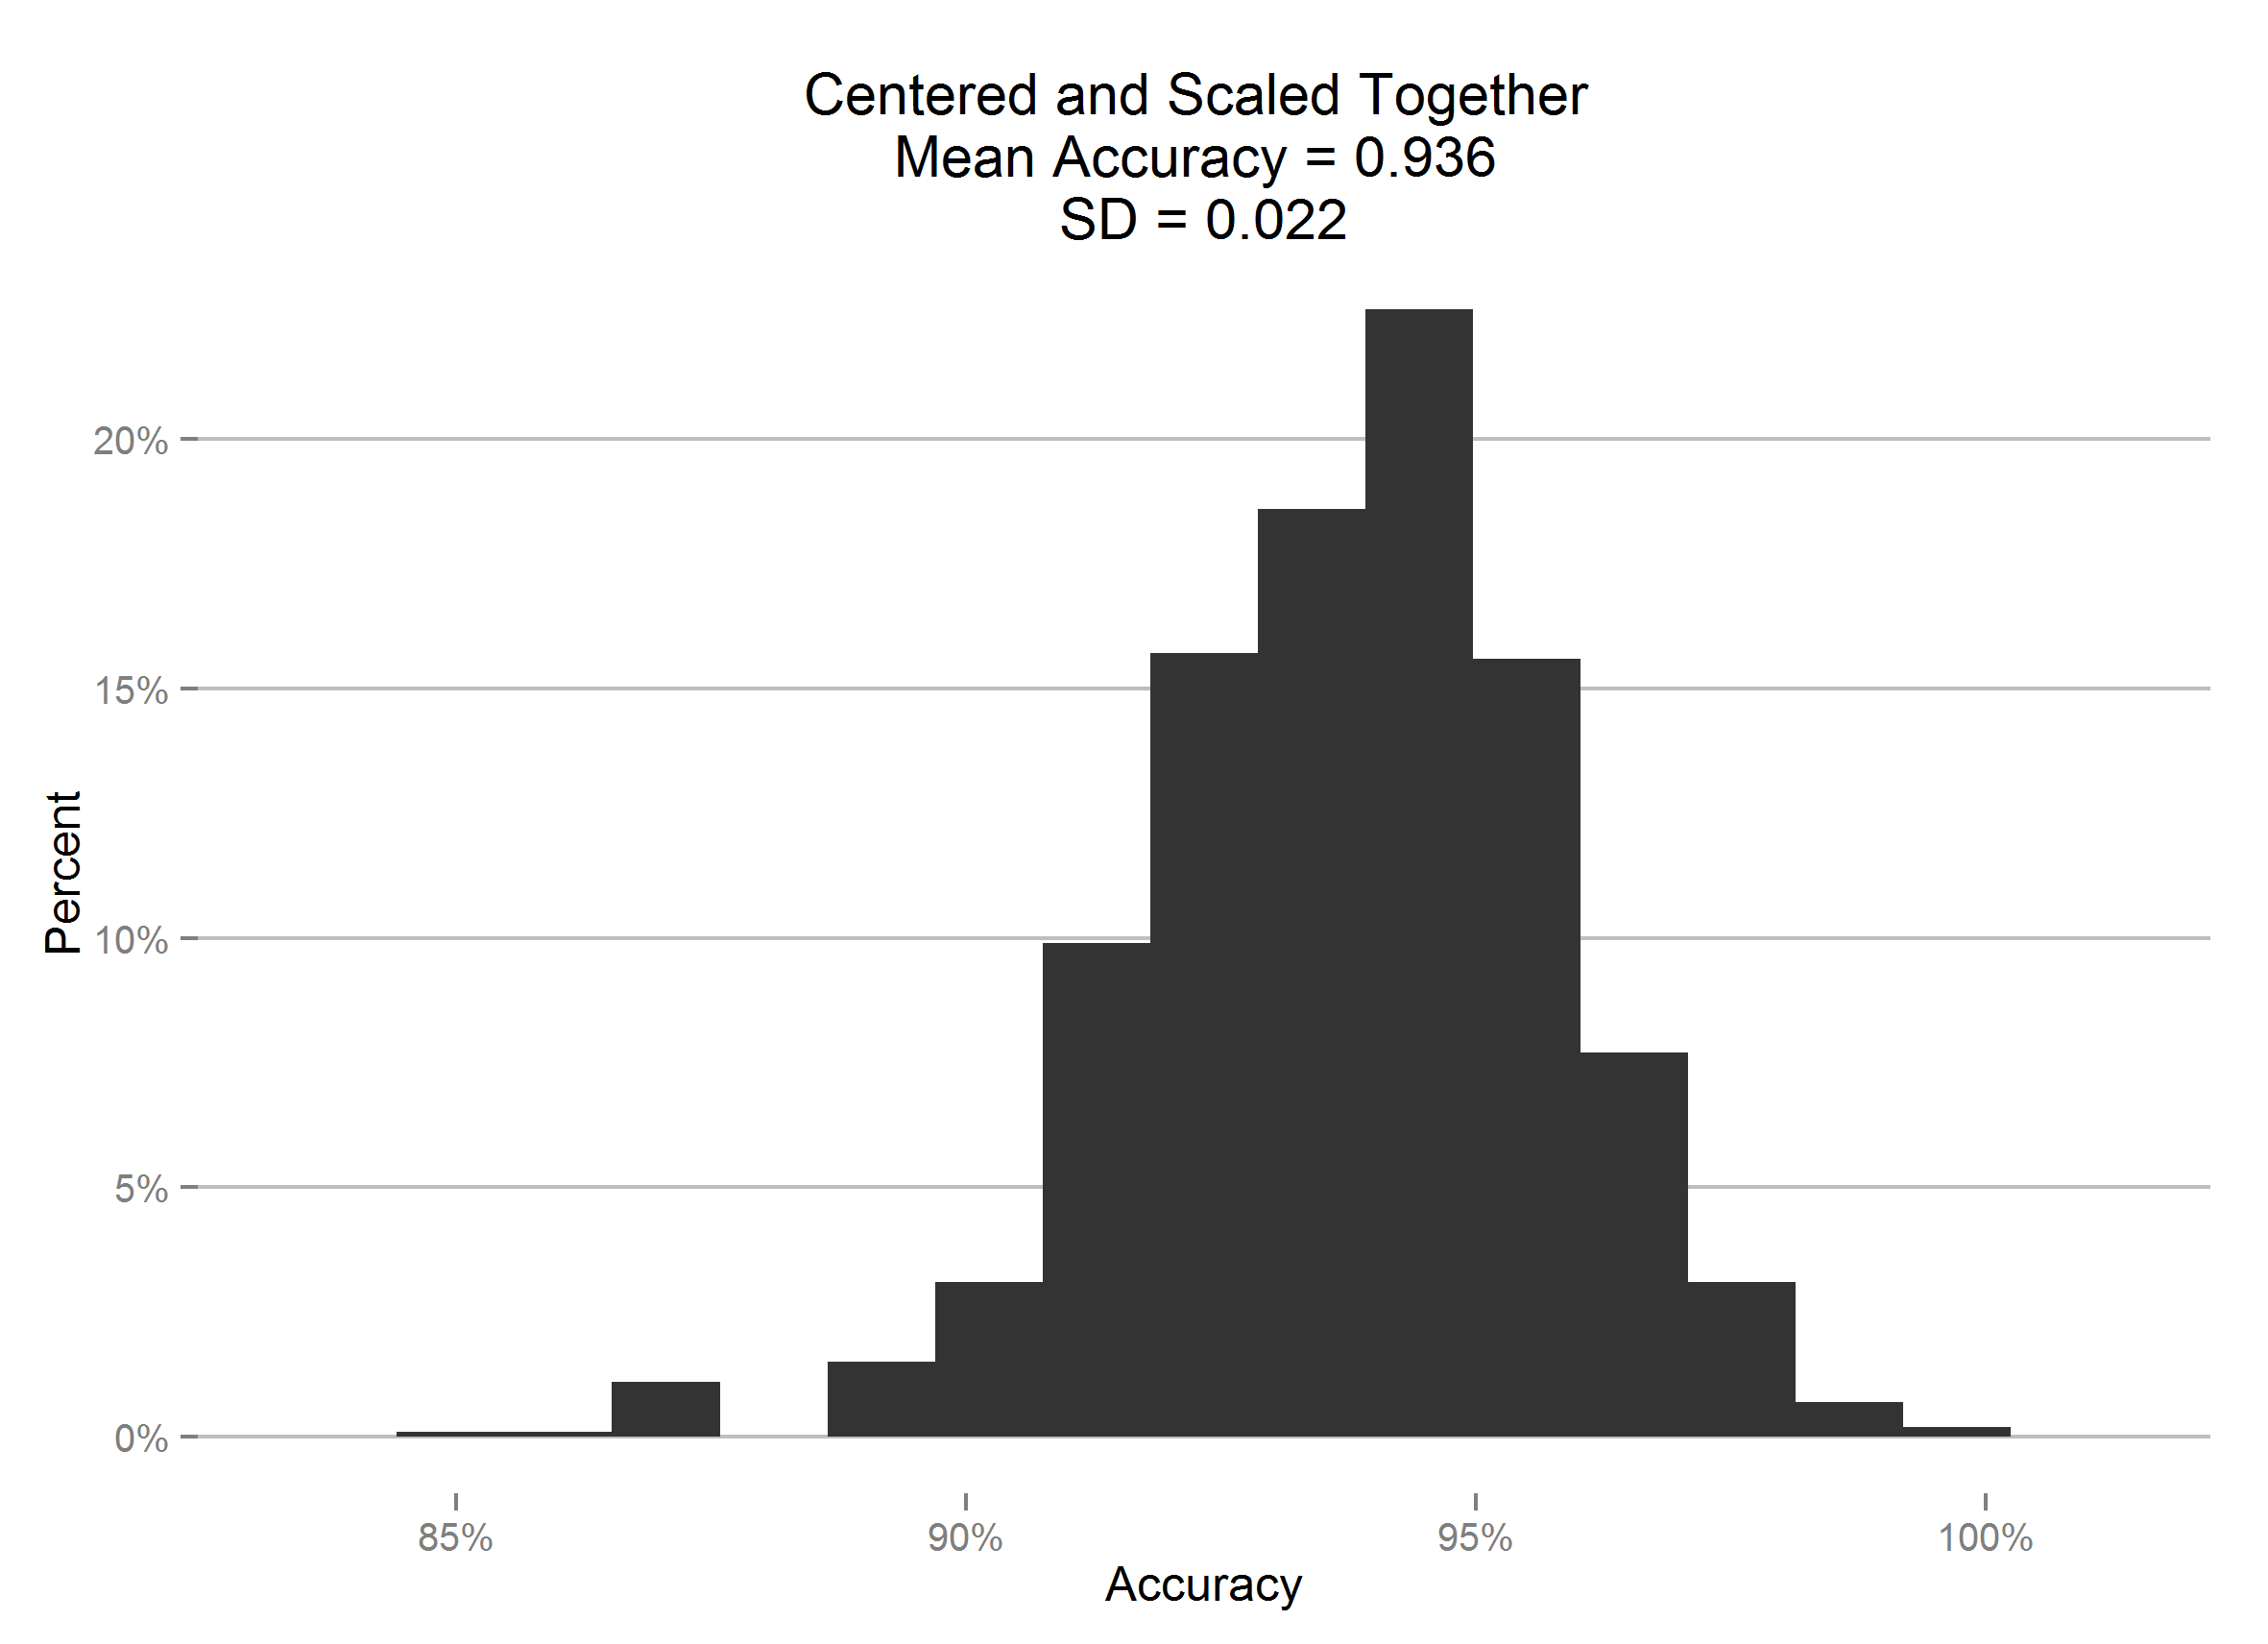 Centered and Scaled Together
Mean Accuracy = 0.936
SD = 0.022
20%
15%
10%
5%
0%
Percent
85%
90%
95%
100%
Accuracy